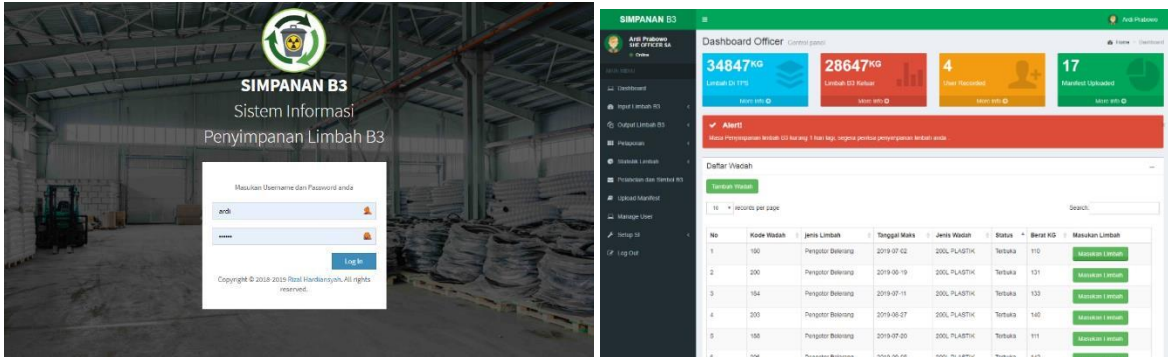 SIMPANAN B3
Sistem Informasi
Penyimpanan Limbah B3
Masukan Username dan Password anda
ardi
••••••
Log In
Copyright © 2018-2019 Rizal Hardiansyah. All rights
reserved.
SIMPANAN B3
Ardi Prabowo
Ardi Prabowo
SHE OFFICER SA
Online
MAIN MENU
Dashboard
Input Limbah B3
Output Limbah B3
Pelaporan
Statistik Limbah
Pelabelan dan Simbol B3
Upload Manifest
Manage User
Setup SI
Log Out
Dashboard Officer Control panel
Home > Dashboard
34847KG
Limbah Di TPS
More info
28647KG
Limbah B3 Keluar
More info
4
User Recorded
More info
17
Manifest Uploaded
More info
Alert!
Masa Penyimpanan limbah B3 kurang 1 hari lagi, segera periksa penyimpanan limbah anda .
Daftar Wadah
Tambah Wadah
10 records per page
Search:
No Kode Wadah Jenis Limbah Tanggal Maks Jenis Wadah Status Berat KG Masukan Limbah
1 160 Pengotor Belerang 2019-07-02 200L PLASTIK Terbuka 110 Masukan Limbah
2 200 Pengotor Belerang 2019-06-19 200L PLASTIK Terbuka 131 Masukan Limbah
3 164 Pengotor Belerang 2019-07-11 200L PLASTIK Terbuka 133 Masukan Limbah
4 203 Pengotor Belerang 2019-06-27 200L PLASTIK Terbuka 140 Masukan Limbah
5 168 Pengotor Belerang 2019-07-20 200L PLASTIK Terbuka 111 Masukan Limbah